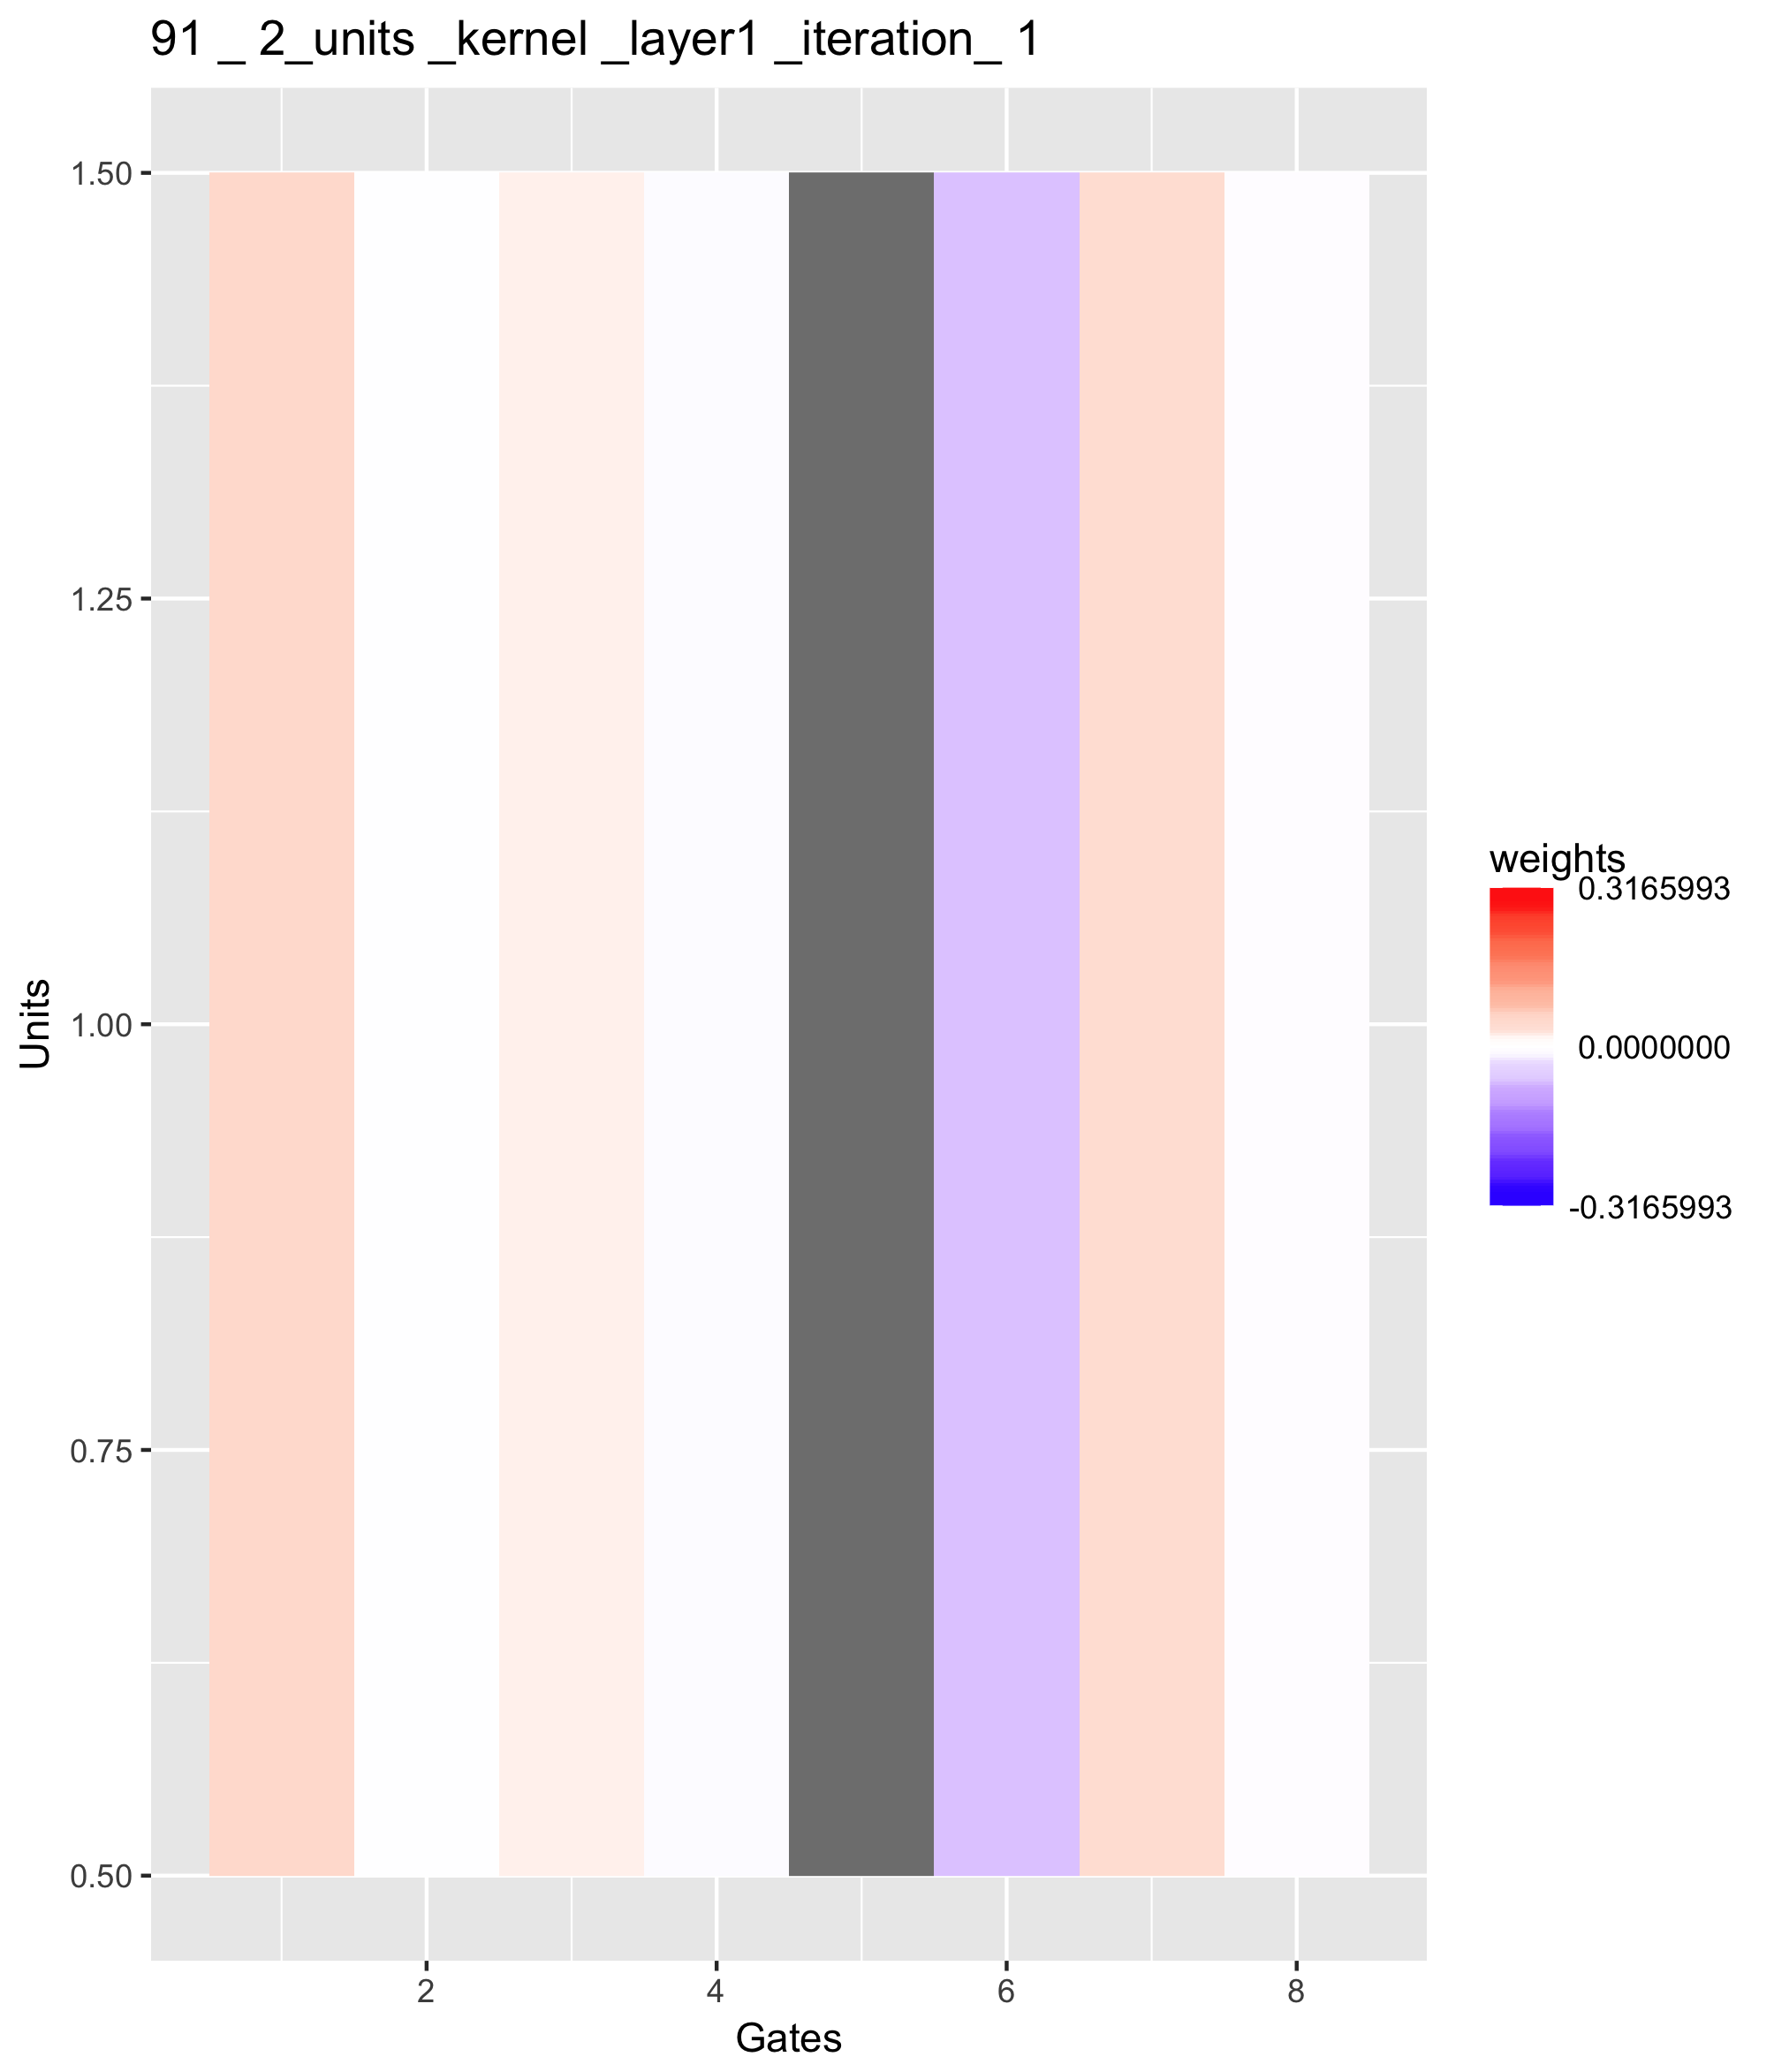 91 _ 2_units _kernel _layer1 _iteration_ 1
1.50
1.25
1.00
0.75
0.50
Units
2 4 6 8
Gates
weights
0.3165993
0.0000000
-0.3165993